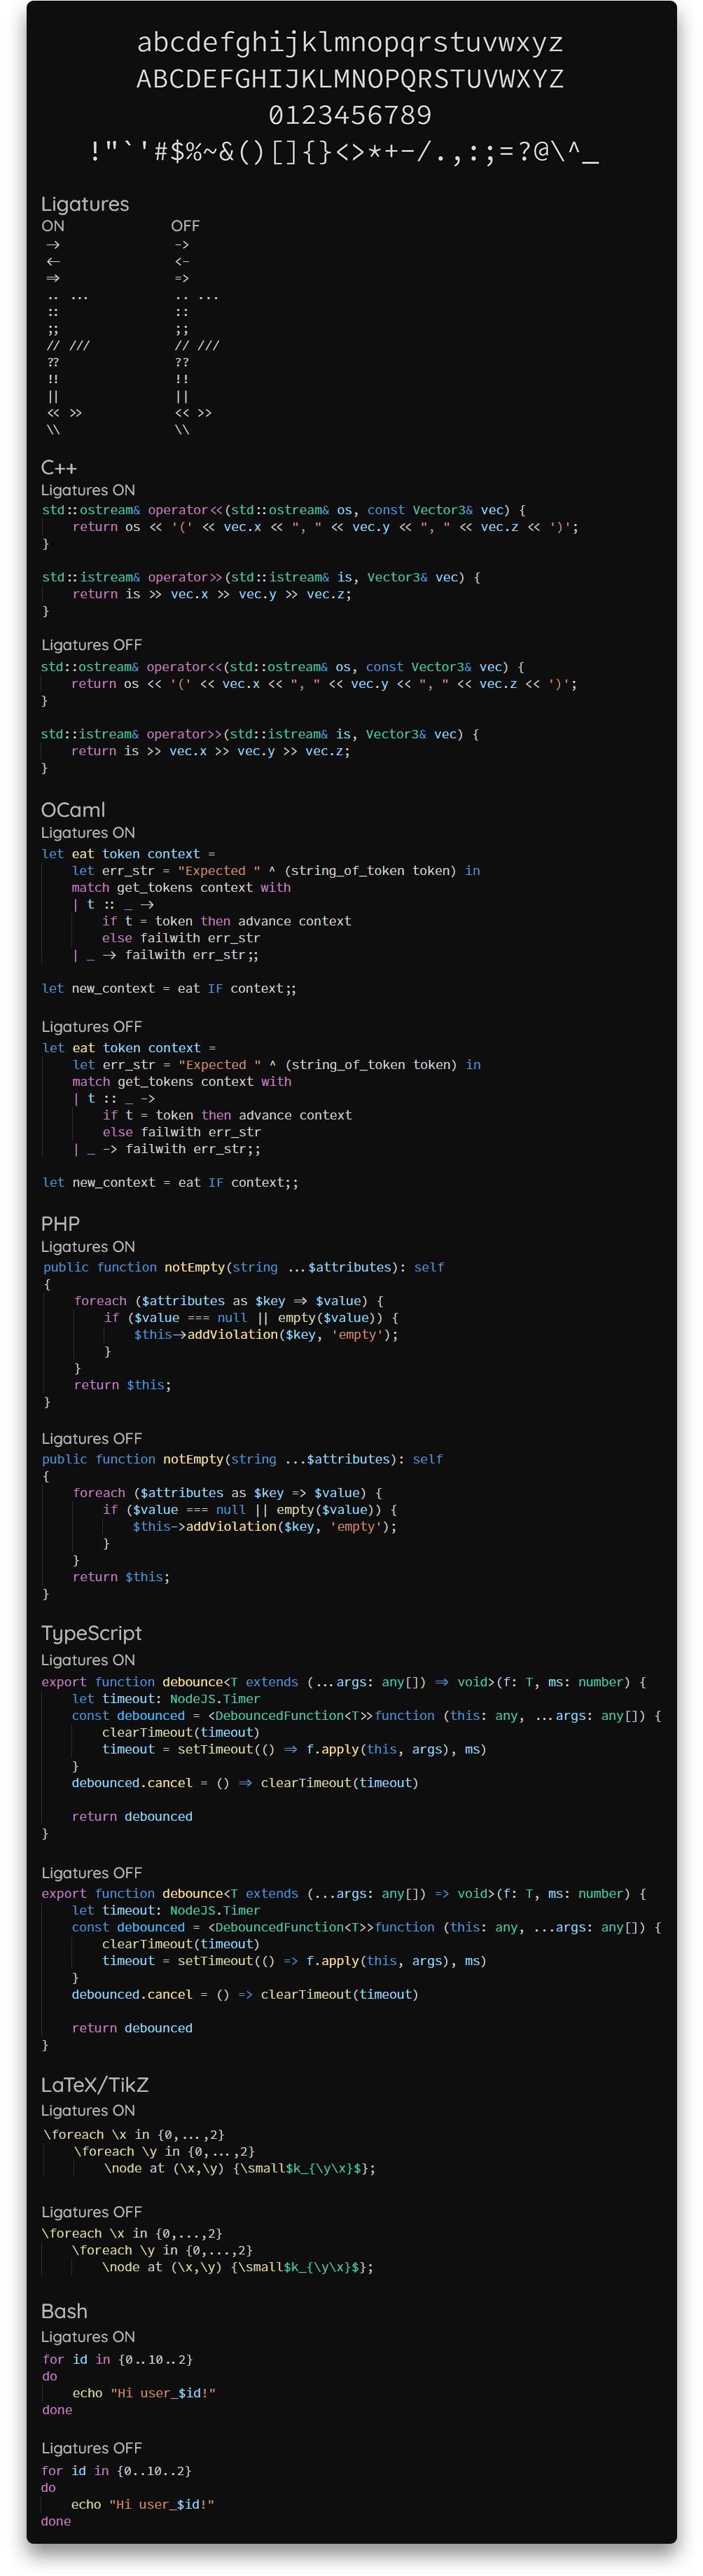 abcdefghijklmnopqrstuvwxyz
ABCDEFGHIJKLMNOPQRSTUVWXYZ
0123456789
!"`'#$%~&()[]{}<>*+-/.,:;=?@\^_
Ligatures
ON OFF
-> ->
<- <-
=> =>
.. ... .. ...
:: ::
;; ;;
// /// // ///
?? ??
!! !!
|| ||
<< >> << >>
\\ \\
C++
Ligatures ON
std::ostream& operator<<(std::ostream& os, const Vector3& vec) {
    return os << '(' << vec.x << ", " << vec.y << ", " << vec.z << ')';
}
std::istream& operator>>(std::istream& is, Vector3& vec) {
    return is >> vec.x >> vec.y >> vec.z;
}
Ligatures OFF
std::ostream& operator<<(std::ostream& os, const Vector3& vec) {
    return os << '(' << vec.x << ", " << vec.y << ", " << vec.z << ')';
}
std::istream& operator>>(std::istream& is, Vector3& vec) {
    return is >> vec.x >> vec.y >> vec.z;
}
OCaml
Ligatures ON
let eat token context =
    let err_str = "Expected " ^ (string_of_token token) in
    match get_tokens context with
    | t :: _ ->
        if t = token then advance context
        else failwith err_str
    | _ -> failwith err_str;;
let new_context = eat IF context;;
Ligatures OFF
let eat token context =
    let err_str = "Expected " ^ (string_of_token token) in
    match get_tokens context with
    | t :: _ ->
        if t = token then advance context
        else failwith err_str
    | _ -> failwith err_str;;
let new_context = eat IF context;;
PHP
Ligatures ON
public function notEmpty(string ...$attributes): self
{
    foreach ($attributes as $key => $value) {
        if ($value === null || empty($value)) {
            $this->addViolation($key, 'empty');
        }
    }
    return $this;
}
Ligatures OFF
public function notEmpty(string ...$attributes): self
{
    foreach ($attributes as $key => $value) {
        if ($value === null || empty($value)) {
            $this->addViolation($key, 'empty');
        }
    }
    return $this;
}
TypeScript
Ligatures ON
export function debounce<T extends (...args: any[]) => void>(f: T, ms: number) {
    let timeout: NodeJS.Timer
    const debounced = <DebouncedFunction<T>>function (this: any, ...args: any[]) {
        clearTimeout(timeout)
        timeout = setTimeout(() => f.apply(this, args), ms)
    }
    debounced.cancel = () => clearTimeout(timeout)
    return debounced
}
Ligatures OFF
export function debounce<T extends (...args: any[]) => void>(f: T, ms: number) {
    let timeout: NodeJS.Timer
    const debounced = <DebouncedFunction<T>>function (this: any, ...args: any[]) {
        clearTimeout(timeout)
        timeout = setTimeout(() => f.apply(this, args), ms)
    }
    debounced.cancel = () => clearTimeout(timeout)
    return debounced
}
LaTeX/TikZ
Ligatures ON
\foreach \x in {0,...,2}
    \foreach \y in {0,...,2}
        \node at (\x,\y) {\small$k_{\y\x}$};
Ligatures OFF
\foreach \x in {0,...,2}
    \foreach \y in {0,...,2}
        \node at (\x,\y) {\small$k_{\y\x}$};
Bash
Ligatures ON
for id in {0..10..2}
do
    echo "Hi user_$id!"
done
Ligatures OFF
for id in {0..10..2}
do
    echo "Hi user_$id!"
done